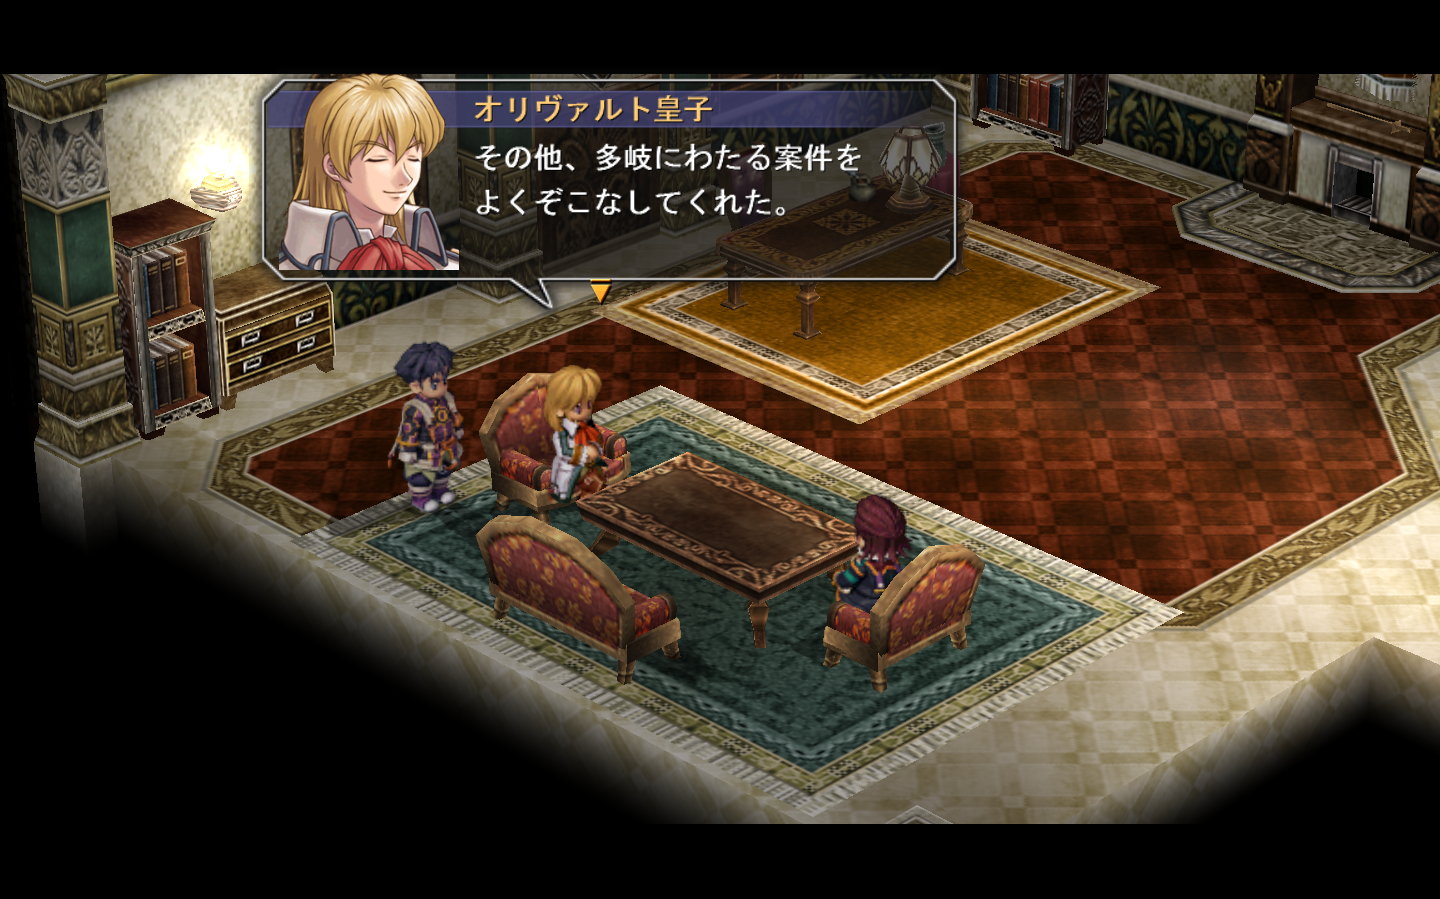 オリヴァルト皇子
その他、多岐にわたる案件を
よくぞこなしてくれた。